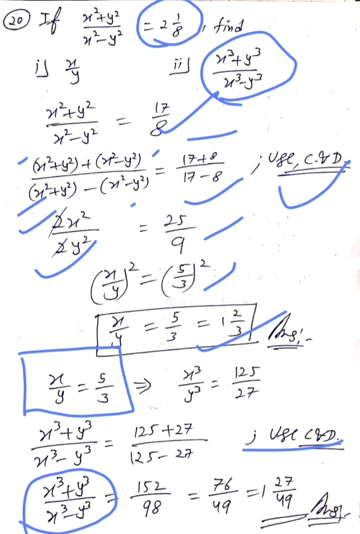 (20) If (x²+y²)/(x²-y²) = 2 1/8, find
i) x/y ii) (x³+y³)/(x³-y³)
(x²+y²)/(x²-y²) = 17/8
((x²+y²)+(x²-y²))/((x²+y²)-(x²-y²)) = (17+8)/(17-8) ; Use, C&D
2x²/2y² = 25/9
(x/y)² = (5/3)²
x/y = 5/3 = 1 2/3 Ans;-
x/y = 5/3 ⇒ x³/y³ = 125/27
(x³+y³)/(x³-y³) = (125+27)/(125-27) ; Use C&D.
(x³+y³)/(x³-y³) = 152/98 = 76/49 = 1 27/49 Ans;